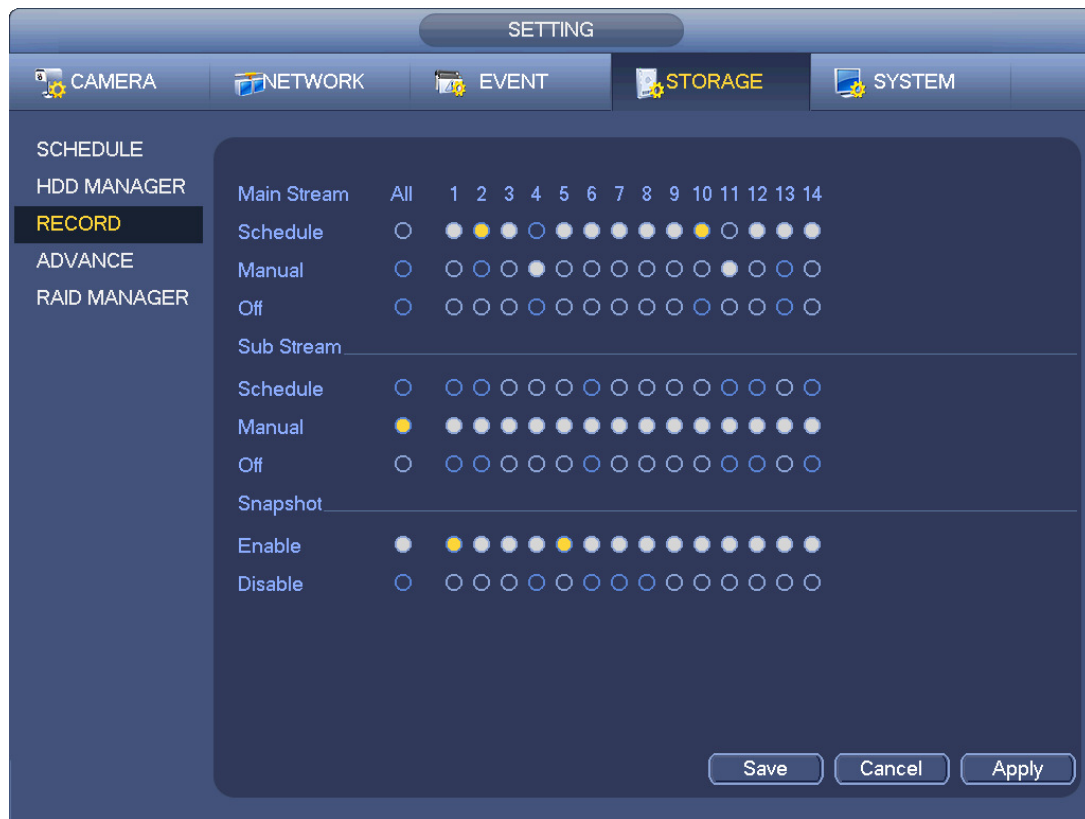 SETTING
CAMERA NETWORK EVENT STORAGE SYSTEM
SCHEDULE
HDD MANAGER
RECORD
ADVANCE
RAID MANAGER
Main Stream All 1 2 3 4 5 6 7 8 9 10 11 12 13 14
Schedule
Manual
Off
Sub Stream
Schedule
Manual
Off
Snapshot
Enable
Disable
Save Cancel Apply